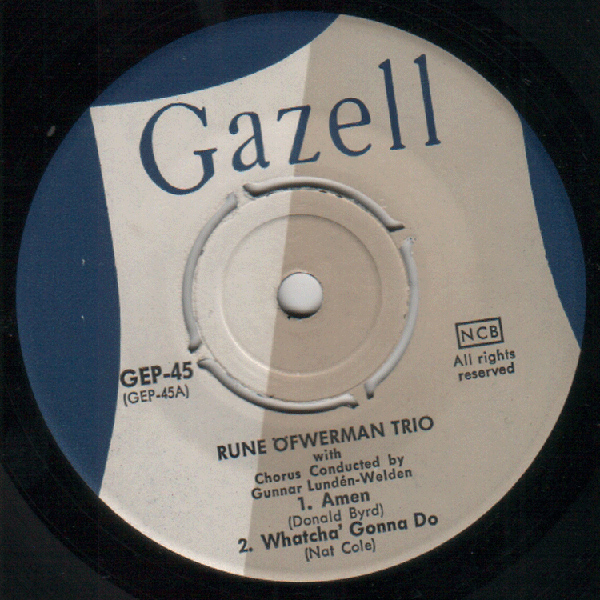 Gazell
NCB
All rights
reserved
GEP-45
(GEP-45A)
RUNE ÖFWERMAN TRIO
with
Chorus Conducted by
Gunnar Lundén-Welden
1. Amen
(Donald Byrd)
2. Whatcha' Gonna Do
(Nat Cole)